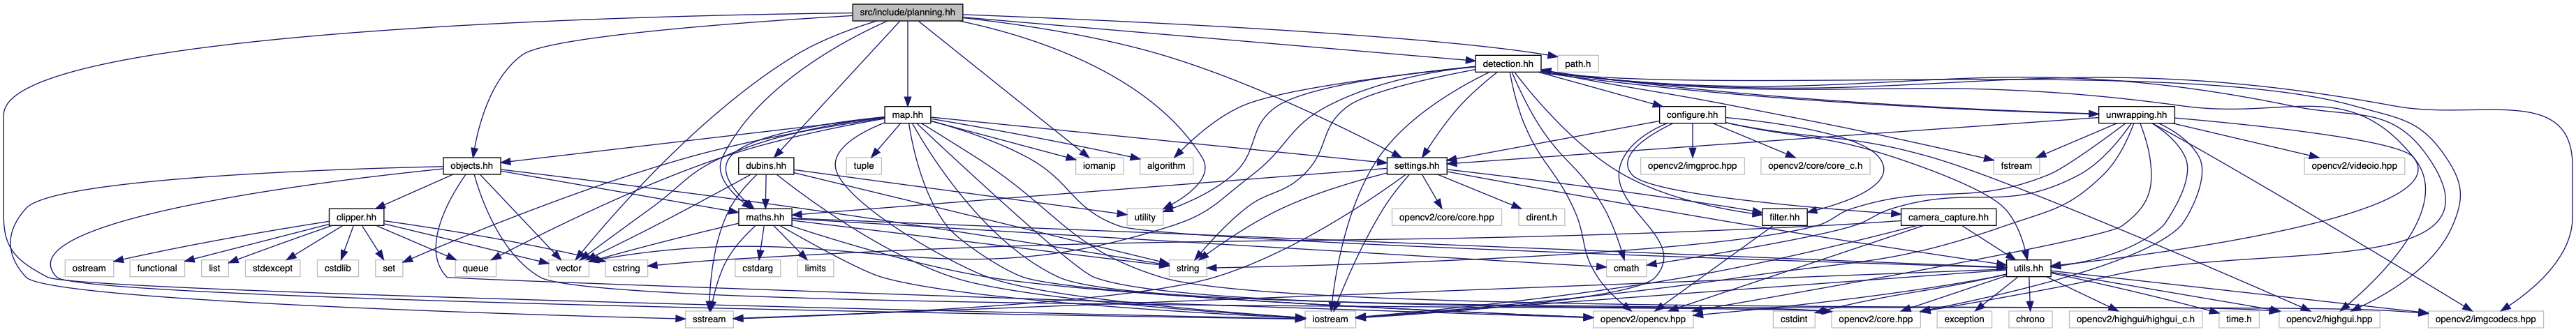 src/include/planning.hh
detection.hh
path.h
map.hh
configure.hh
unwrapping.hh
objects.hh
tuple
dubins.hh
iomanip
algorithm
settings.hh
opencv2/imgproc.hpp
opencv2/core/core_c.h
fstream
opencv2/videoio.hpp
clipper.hh
maths.hh
utility
opencv2/core/core.hpp
dirent.h
filter.hh
camera_capture.hh
ostream
functional
list
stdexcept
cstdlib
set
queue
vector
cstring
cstdarg
limits
string
cmath
utils.hh
sstream
iostream
opencv2/opencv.hpp
cstdint
opencv2/core.hpp
exception
chrono
opencv2/highgui/highgui_c.h
time.h
opencv2/highgui.hpp
opencv2/imgcodecs.hpp